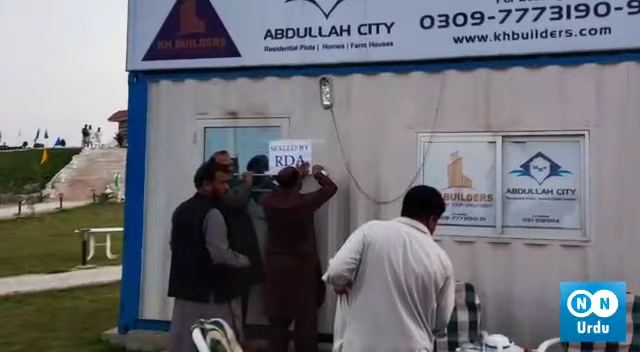 KH BUILDERS
ABDULLAH CITY
Residential Plots | Homes | Farm Houses
0309-7773190-9
www.khbuilders.com
SEALED BY
RDA
BUILDERS
ABDULLAH CITY
NN
Urdu